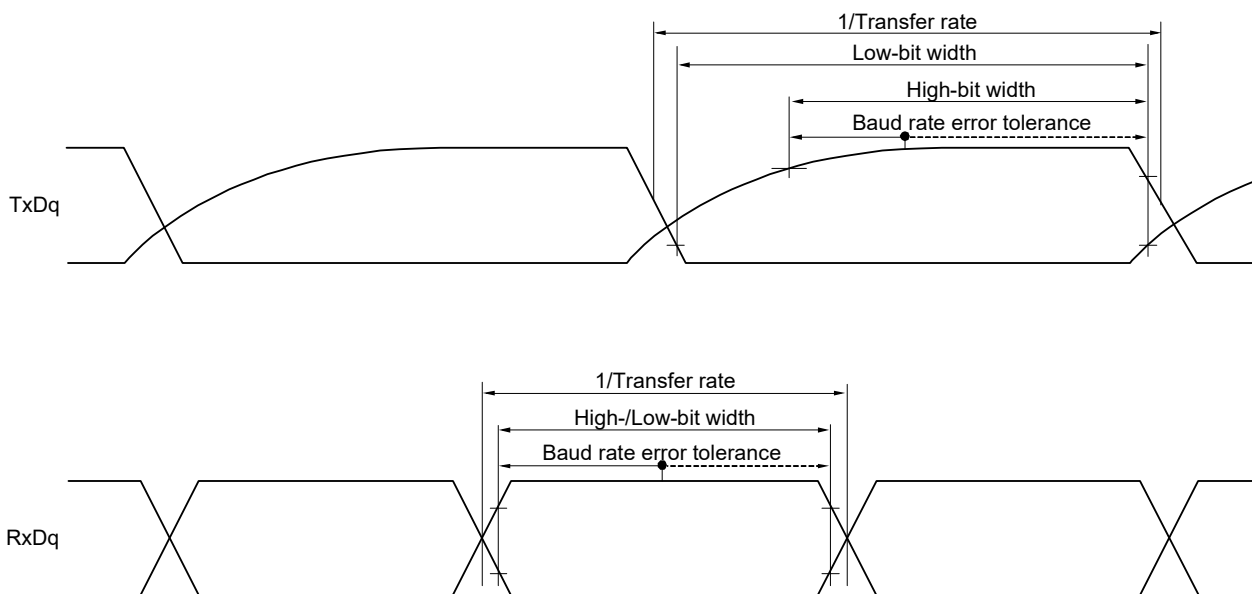 1/Transfer rate
Low-bit width
High-bit width
Baud rate error tolerance
TxDq
1/Transfer rate
High-/Low-bit width
Baud rate error tolerance
RxDq